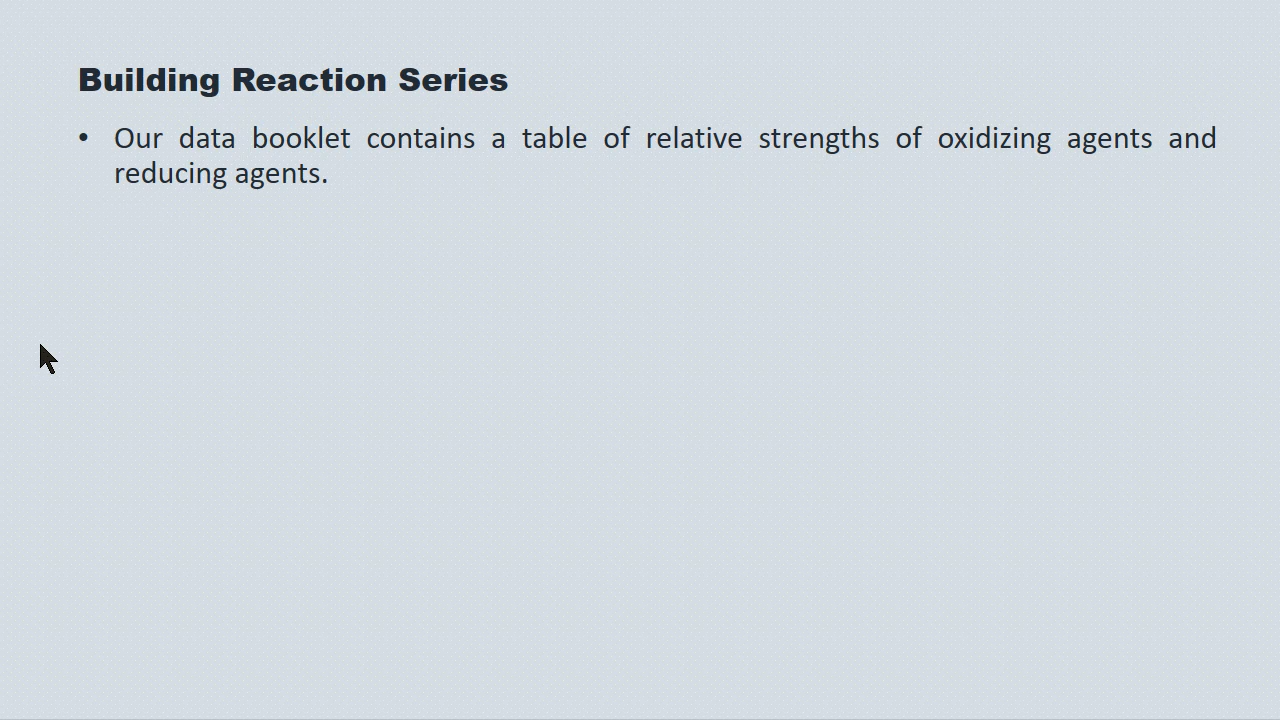 Building Reaction Series
• Our data booklet contains a table of relative strengths of oxidizing agents and
reducing agents.